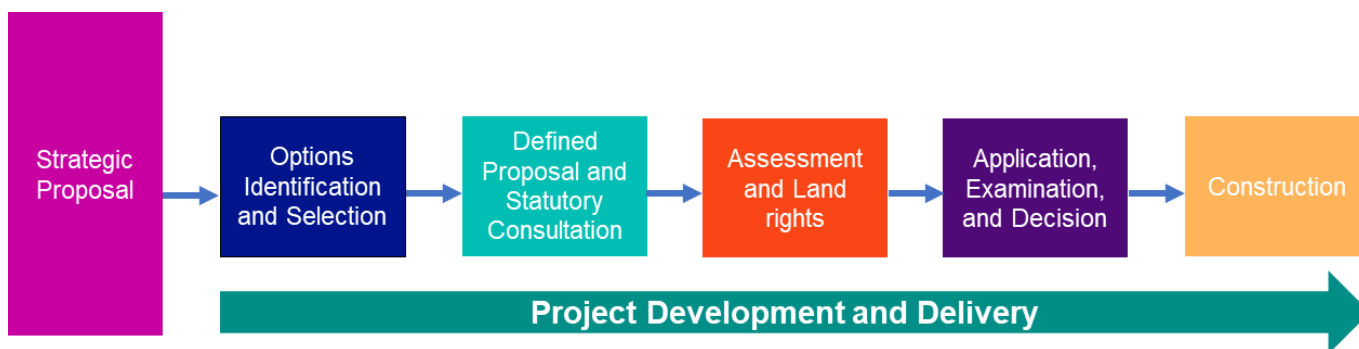 Strategic
Proposal
Options
Identification
and Selection
Defined
Proposal and
Statutory
Consultation
Assessment
and Land
rights
Application,
Examination,
and Decision
Construction
Project Development and Delivery